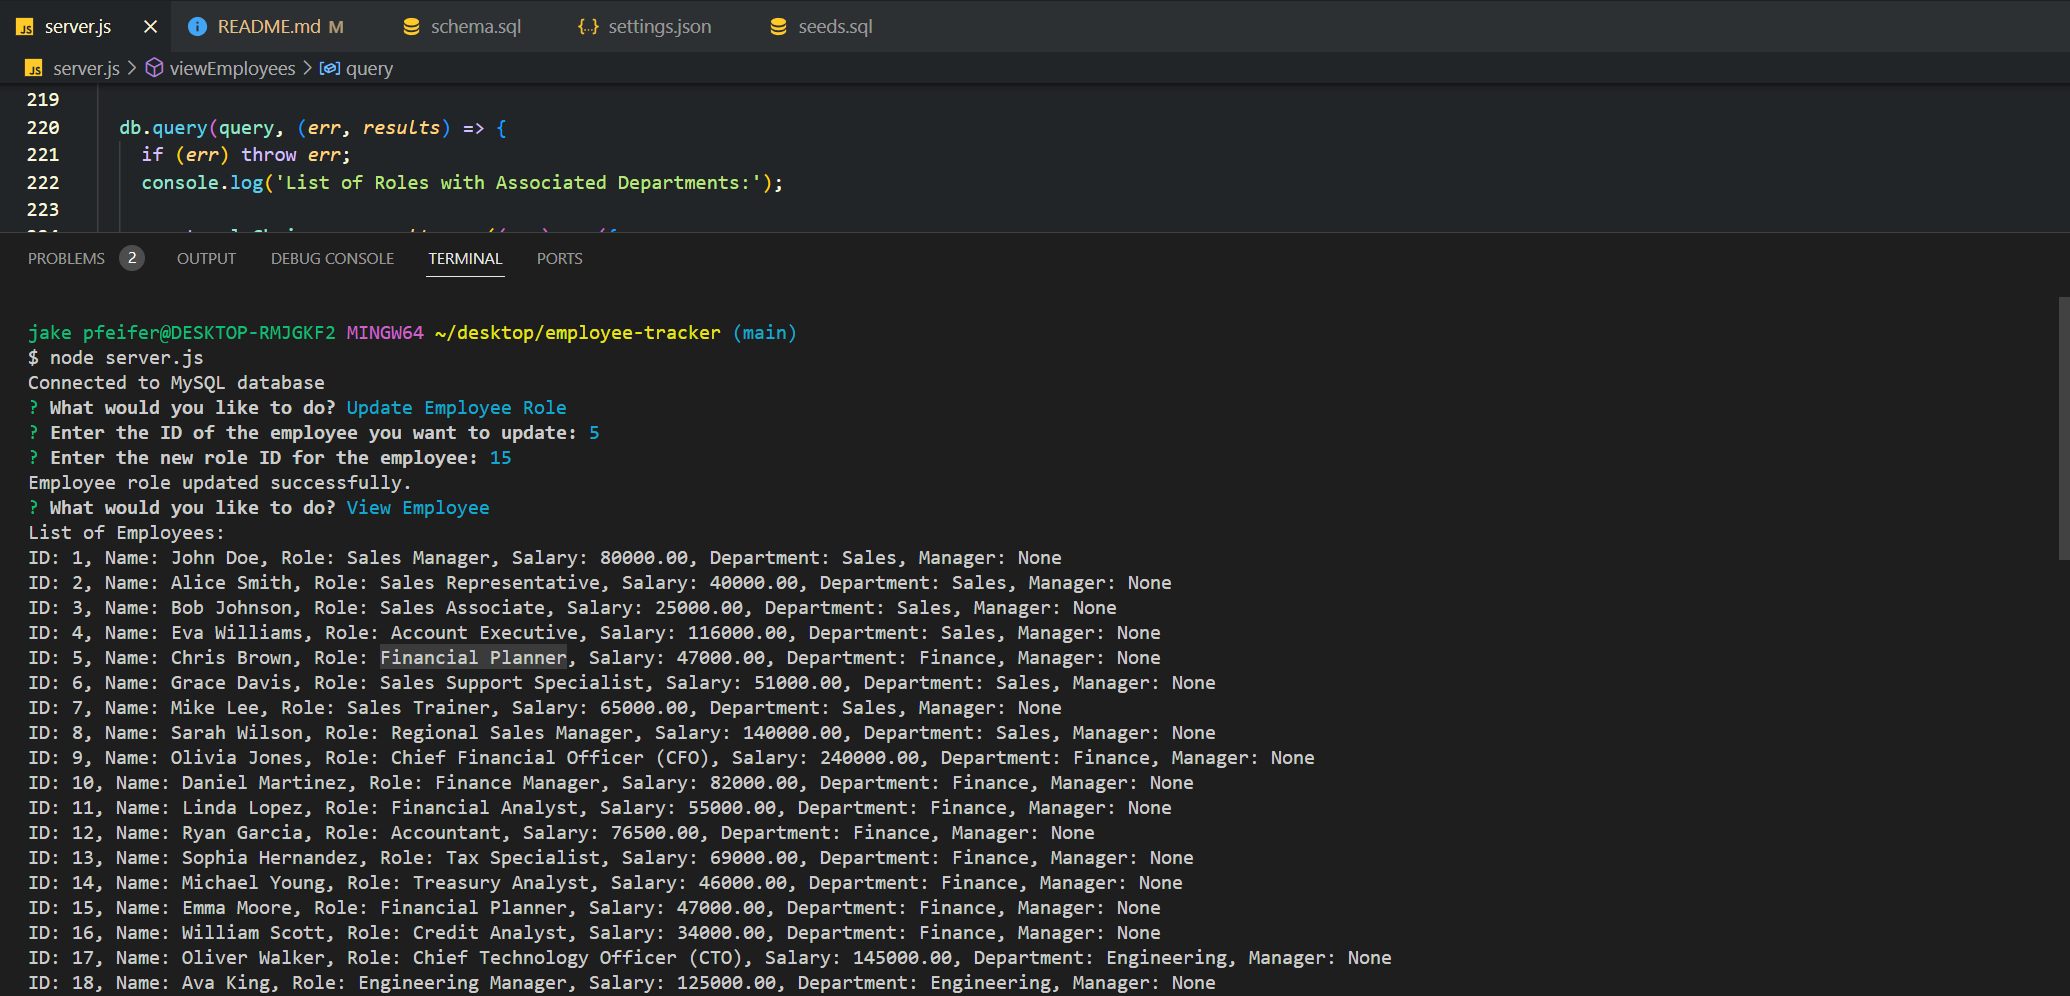 server.js
README.md M
schema.sql
settings.json
seeds.sql
server.js > viewEmployees > query
219
220 db.query(query, (err, results) => {
221 if (err) throw err;
222 console.log('List of Roles with Associated Departments:');
223
PROBLEMS 2 OUTPUT DEBUG CONSOLE TERMINAL PORTS
jake pfeifer@DESKTOP-RMJGKF2 MINGW64 ~/desktop/employee-tracker (main)
$ node server.js
Connected to MySQL database
? What would you like to do? Update Employee Role
? Enter the ID of the employee you want to update: 5
? Enter the new role ID for the employee: 15
Employee role updated successfully.
? What would you like to do? View Employee
List of Employees:
ID: 1, Name: John Doe, Role: Sales Manager, Salary: 80000.00, Department: Sales, Manager: None
ID: 2, Name: Alice Smith, Role: Sales Representative, Salary: 40000.00, Department: Sales, Manager: None
ID: 3, Name: Bob Johnson, Role: Sales Associate, Salary: 25000.00, Department: Sales, Manager: None
ID: 4, Name: Eva Williams, Role: Account Executive, Salary: 116000.00, Department: Sales, Manager: None
ID: 5, Name: Chris Brown, Role: Financial Planner, Salary: 47000.00, Department: Finance, Manager: None
ID: 6, Name: Grace Davis, Role: Sales Support Specialist, Salary: 51000.00, Department: Sales, Manager: None
ID: 7, Name: Mike Lee, Role: Sales Trainer, Salary: 65000.00, Department: Sales, Manager: None
ID: 8, Name: Sarah Wilson, Role: Regional Sales Manager, Salary: 140000.00, Department: Sales, Manager: None
ID: 9, Name: Olivia Jones, Role: Chief Financial Officer (CFO), Salary: 240000.00, Department: Finance, Manager: None
ID: 10, Name: Daniel Martinez, Role: Finance Manager, Salary: 82000.00, Department: Finance, Manager: None
ID: 11, Name: Linda Lopez, Role: Financial Analyst, Salary: 55000.00, Department: Finance, Manager: None
ID: 12, Name: Ryan Garcia, Role: Accountant, Salary: 76500.00, Department: Finance, Manager: None
ID: 13, Name: Sophia Hernandez, Role: Tax Specialist, Salary: 69000.00, Department: Finance, Manager: None
ID: 14, Name: Michael Young, Role: Treasury Analyst, Salary: 46000.00, Department: Finance, Manager: None
ID: 15, Name: Emma Moore, Role: Financial Planner, Salary: 47000.00, Department: Finance, Manager: None
ID: 16, Name: William Scott, Role: Credit Analyst, Salary: 34000.00, Department: Finance, Manager: None
ID: 17, Name: Oliver Walker, Role: Chief Technology Officer (CTO), Salary: 145000.00, Department: Engineering, Manager: None
ID: 18, Name: Ava King, Role: Engineering Manager, Salary: 125000.00, Department: Engineering, Manager: None